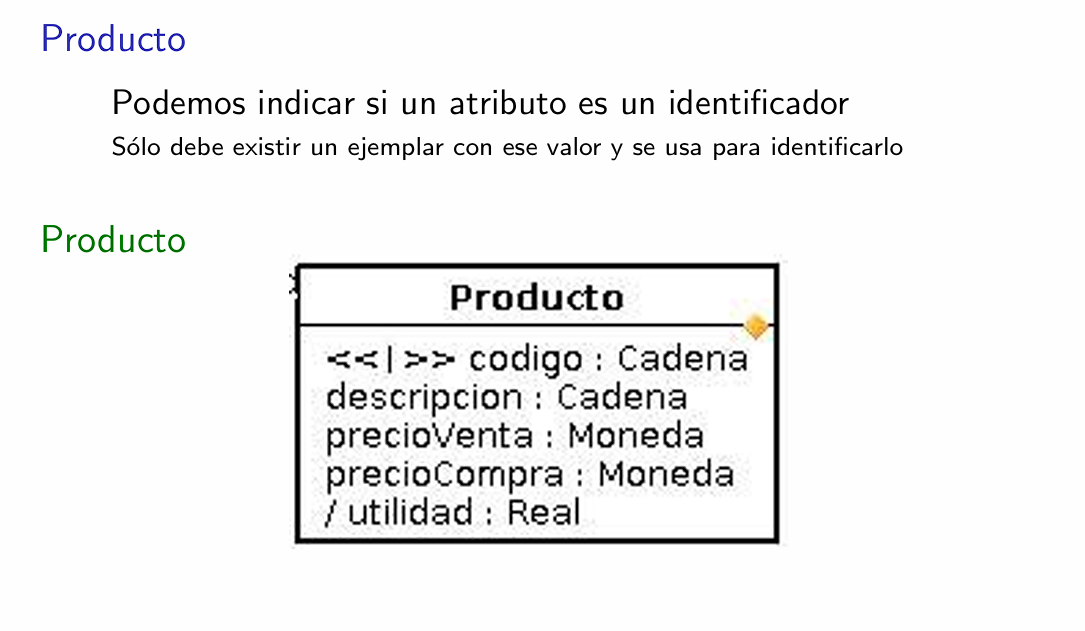 Producto
Podemos indicar si un atributo es un identificador
Sólo debe existir un ejemplar con ese valor y se usa para identificarlo
Producto
Producto
<<|>> codigo : Cadena
descripcion : Cadena
precioVenta : Moneda
precioCompra : Moneda
/ utilidad : Real